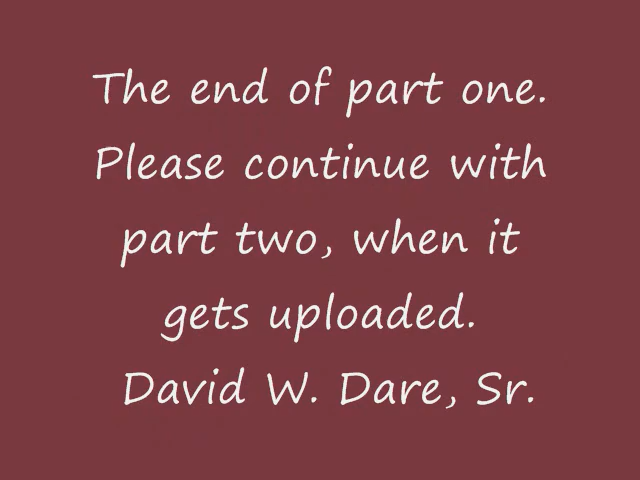 The end of part one.
Please continue with
part two, when it
gets uploaded.
David W. Dare, Sr.